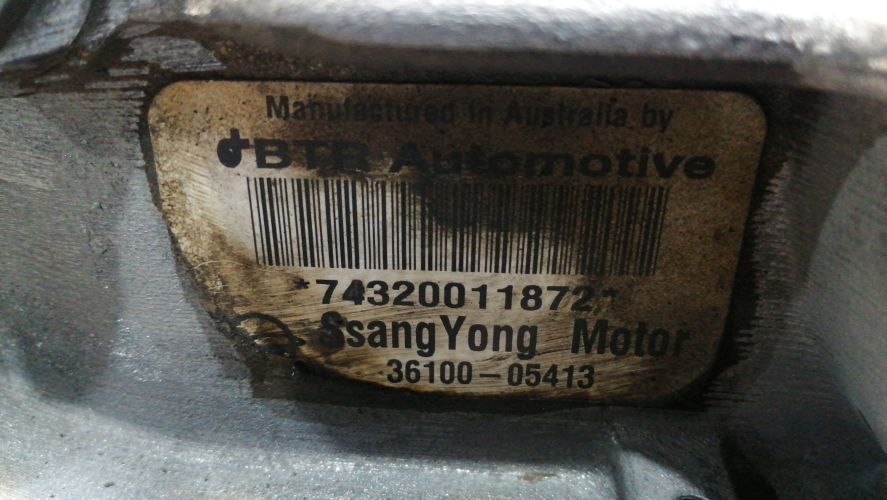 Manufactured In Australia by
BTR Automotive
*74320011872*
SsangYong Motor
36100-05413